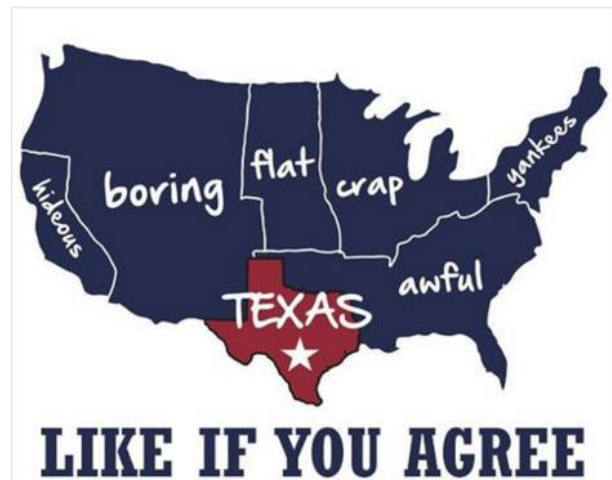 yankees
flat
crap
boring
hideous
awful
TEXAS
LIKE IF YOU AGREE